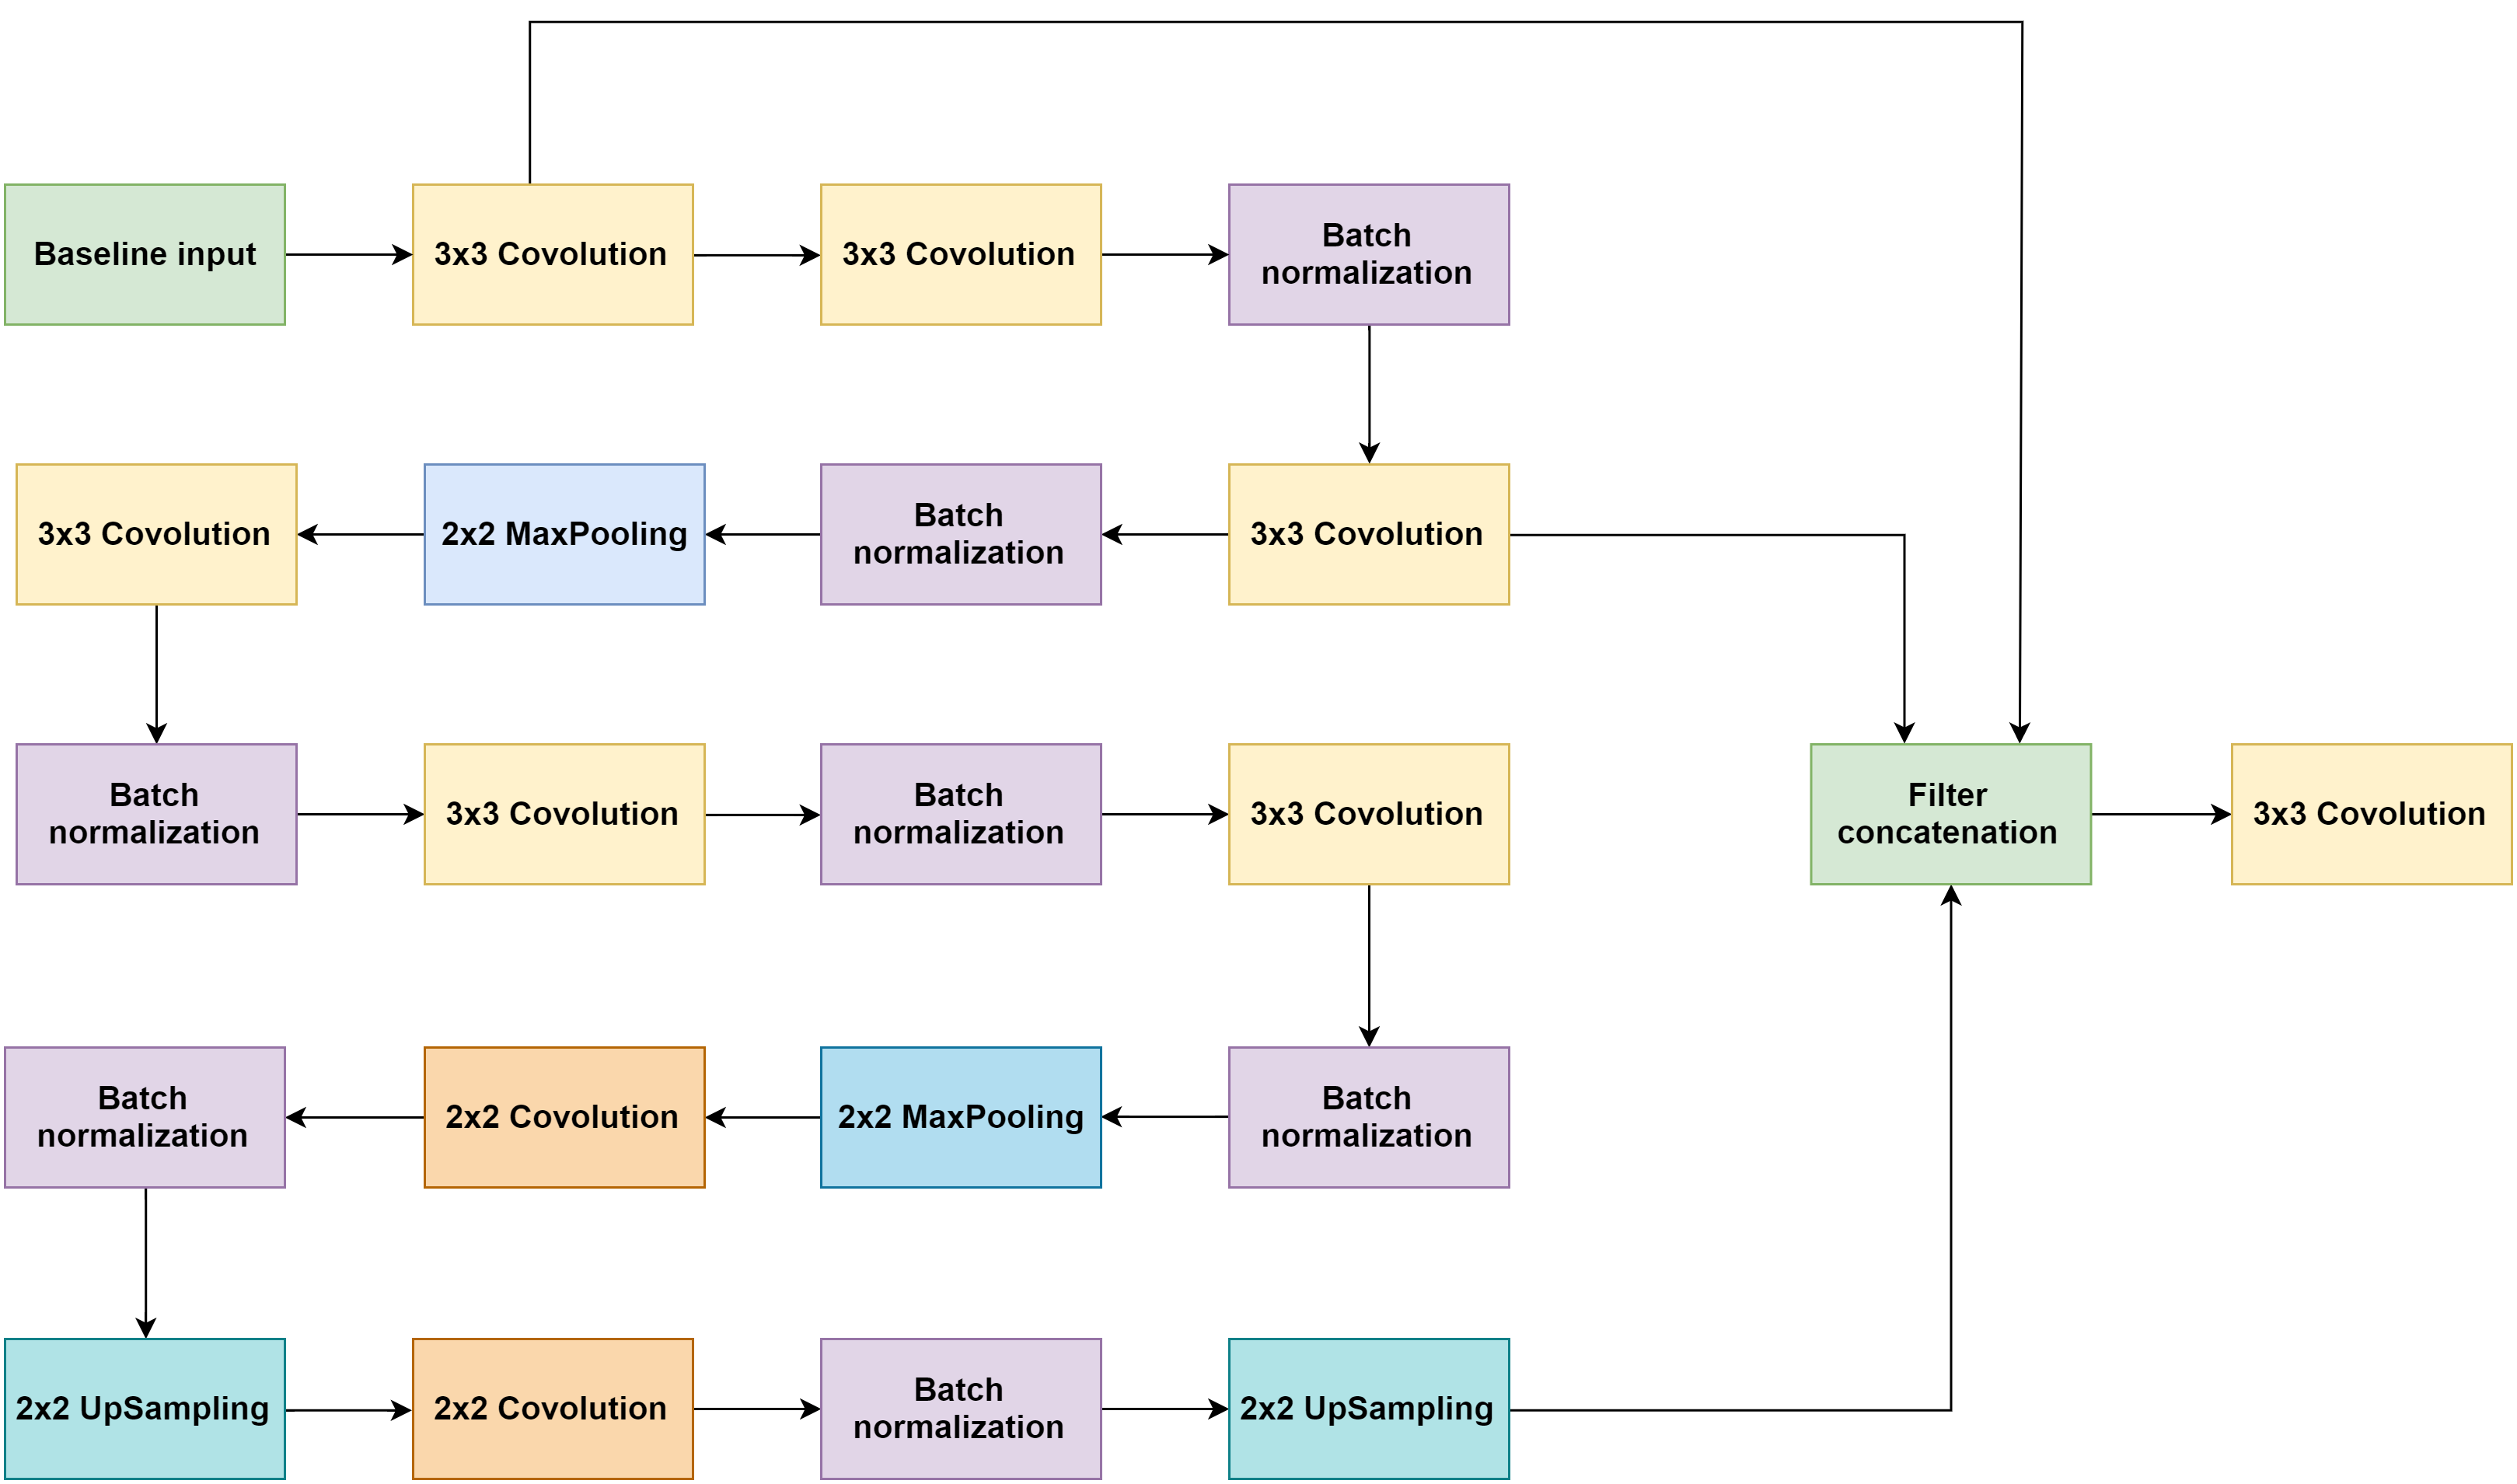 Baseline input
3x3 Covolution
3x3 Covolution
Batch
normalization
3x3 Covolution
2x2 MaxPooling
Batch
normalization
3x3 Covolution
Batch
normalization
3x3 Covolution
Batch
normalization
3x3 Covolution
Filter
concatenation
3x3 Covolution
Batch
normalization
2x2 Covolution
2x2 MaxPooling
Batch
normalization
2x2 UpSampling
2x2 Covolution
Batch
normalization
2x2 UpSampling